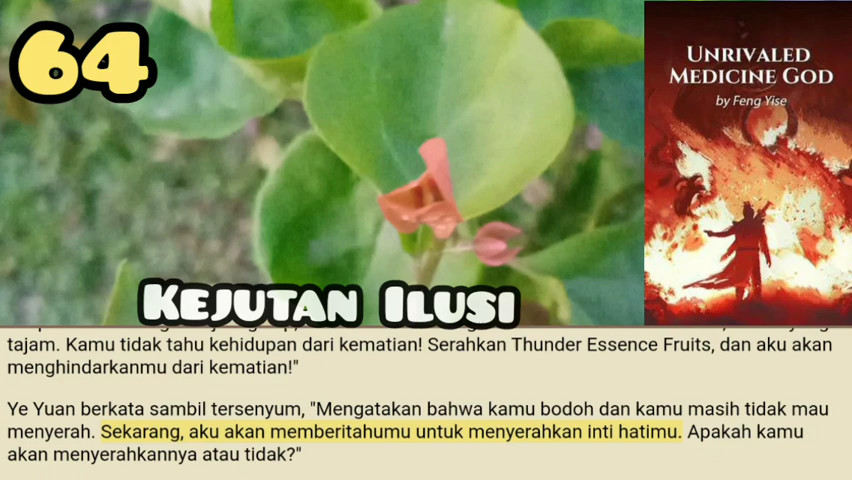 64
UNRIVALED
MEDICINE GOD
by Feng Yise
KEJUTAN ILUSI
tajam. Kamu tidak tahu kehidupan dari kematian! Serahkan Thunder Essence Fruits, dan aku akan
menghindarkanmu dari kematian!"
Ye Yuan berkata sambil tersenyum, "Mengatakan bahwa kamu bodoh dan kamu masih tidak mau
menyerah. Sekarang, aku akan memberitahumu untuk menyerahkan inti hatimu. Apakah kamu
akan menyerahkannya atau tidak?"